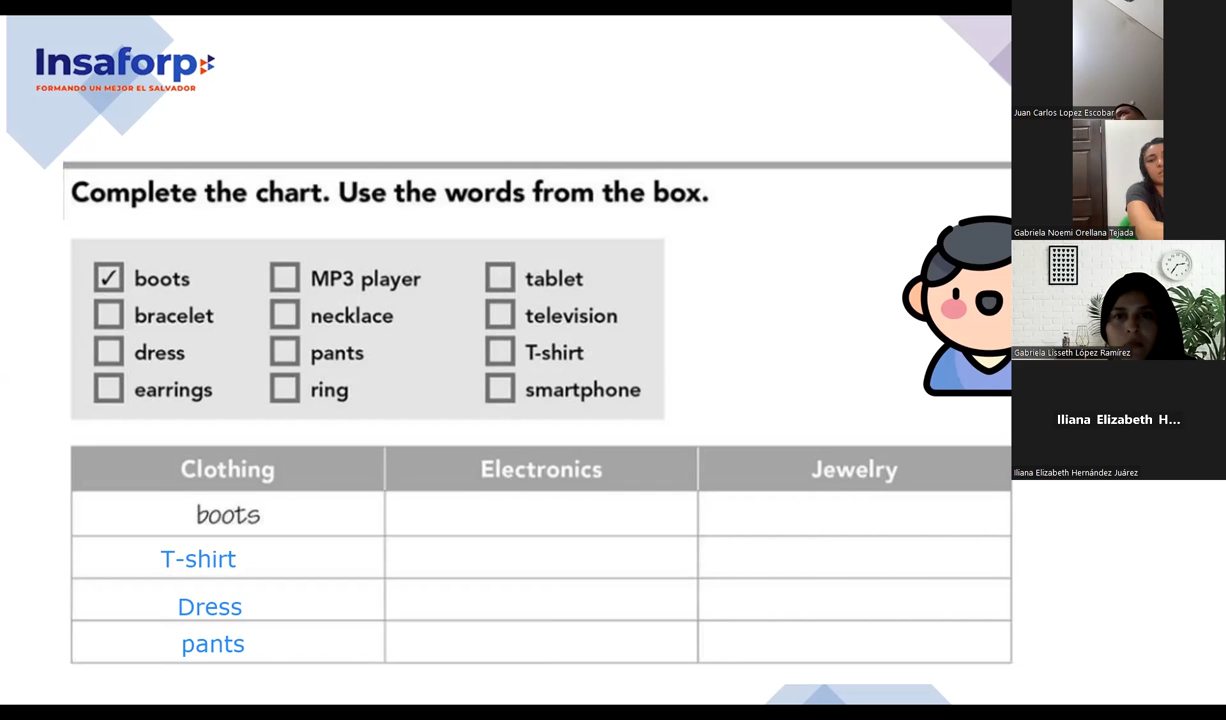 Insaforp
FORMANDO UN MEJOR EL SALVADOR
Complete the chart. Use the words from the box.
✓ boots
bracelet
dress
earrings
MP3 player
necklace
pants
ring
tablet
television
T-shirt
smartphone
Clothing Electronics Jewelry
boots
T-shirt
Dress
pants
Juan Carlos Lopez Escobar
Gabriela Noemi Orellana Tejada
Gabriela Lisseth López Ramírez
Iliana Elizabeth H...
Iliana Elizabeth Hernández Juárez